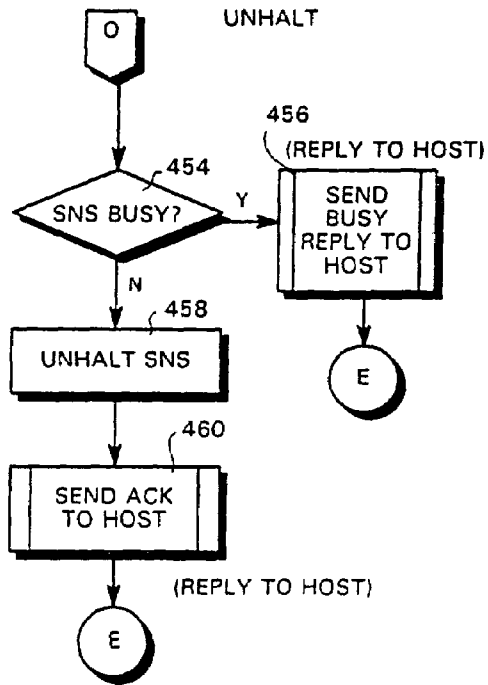 O
UNHALT
456
(REPLY TO HOST)
454
SNS BUSY?
Y
SEND
BUSY
REPLY TO
HOST
N
458
UNHALT SNS
E
460
SEND ACK
TO HOST
(REPLY TO HOST)
E